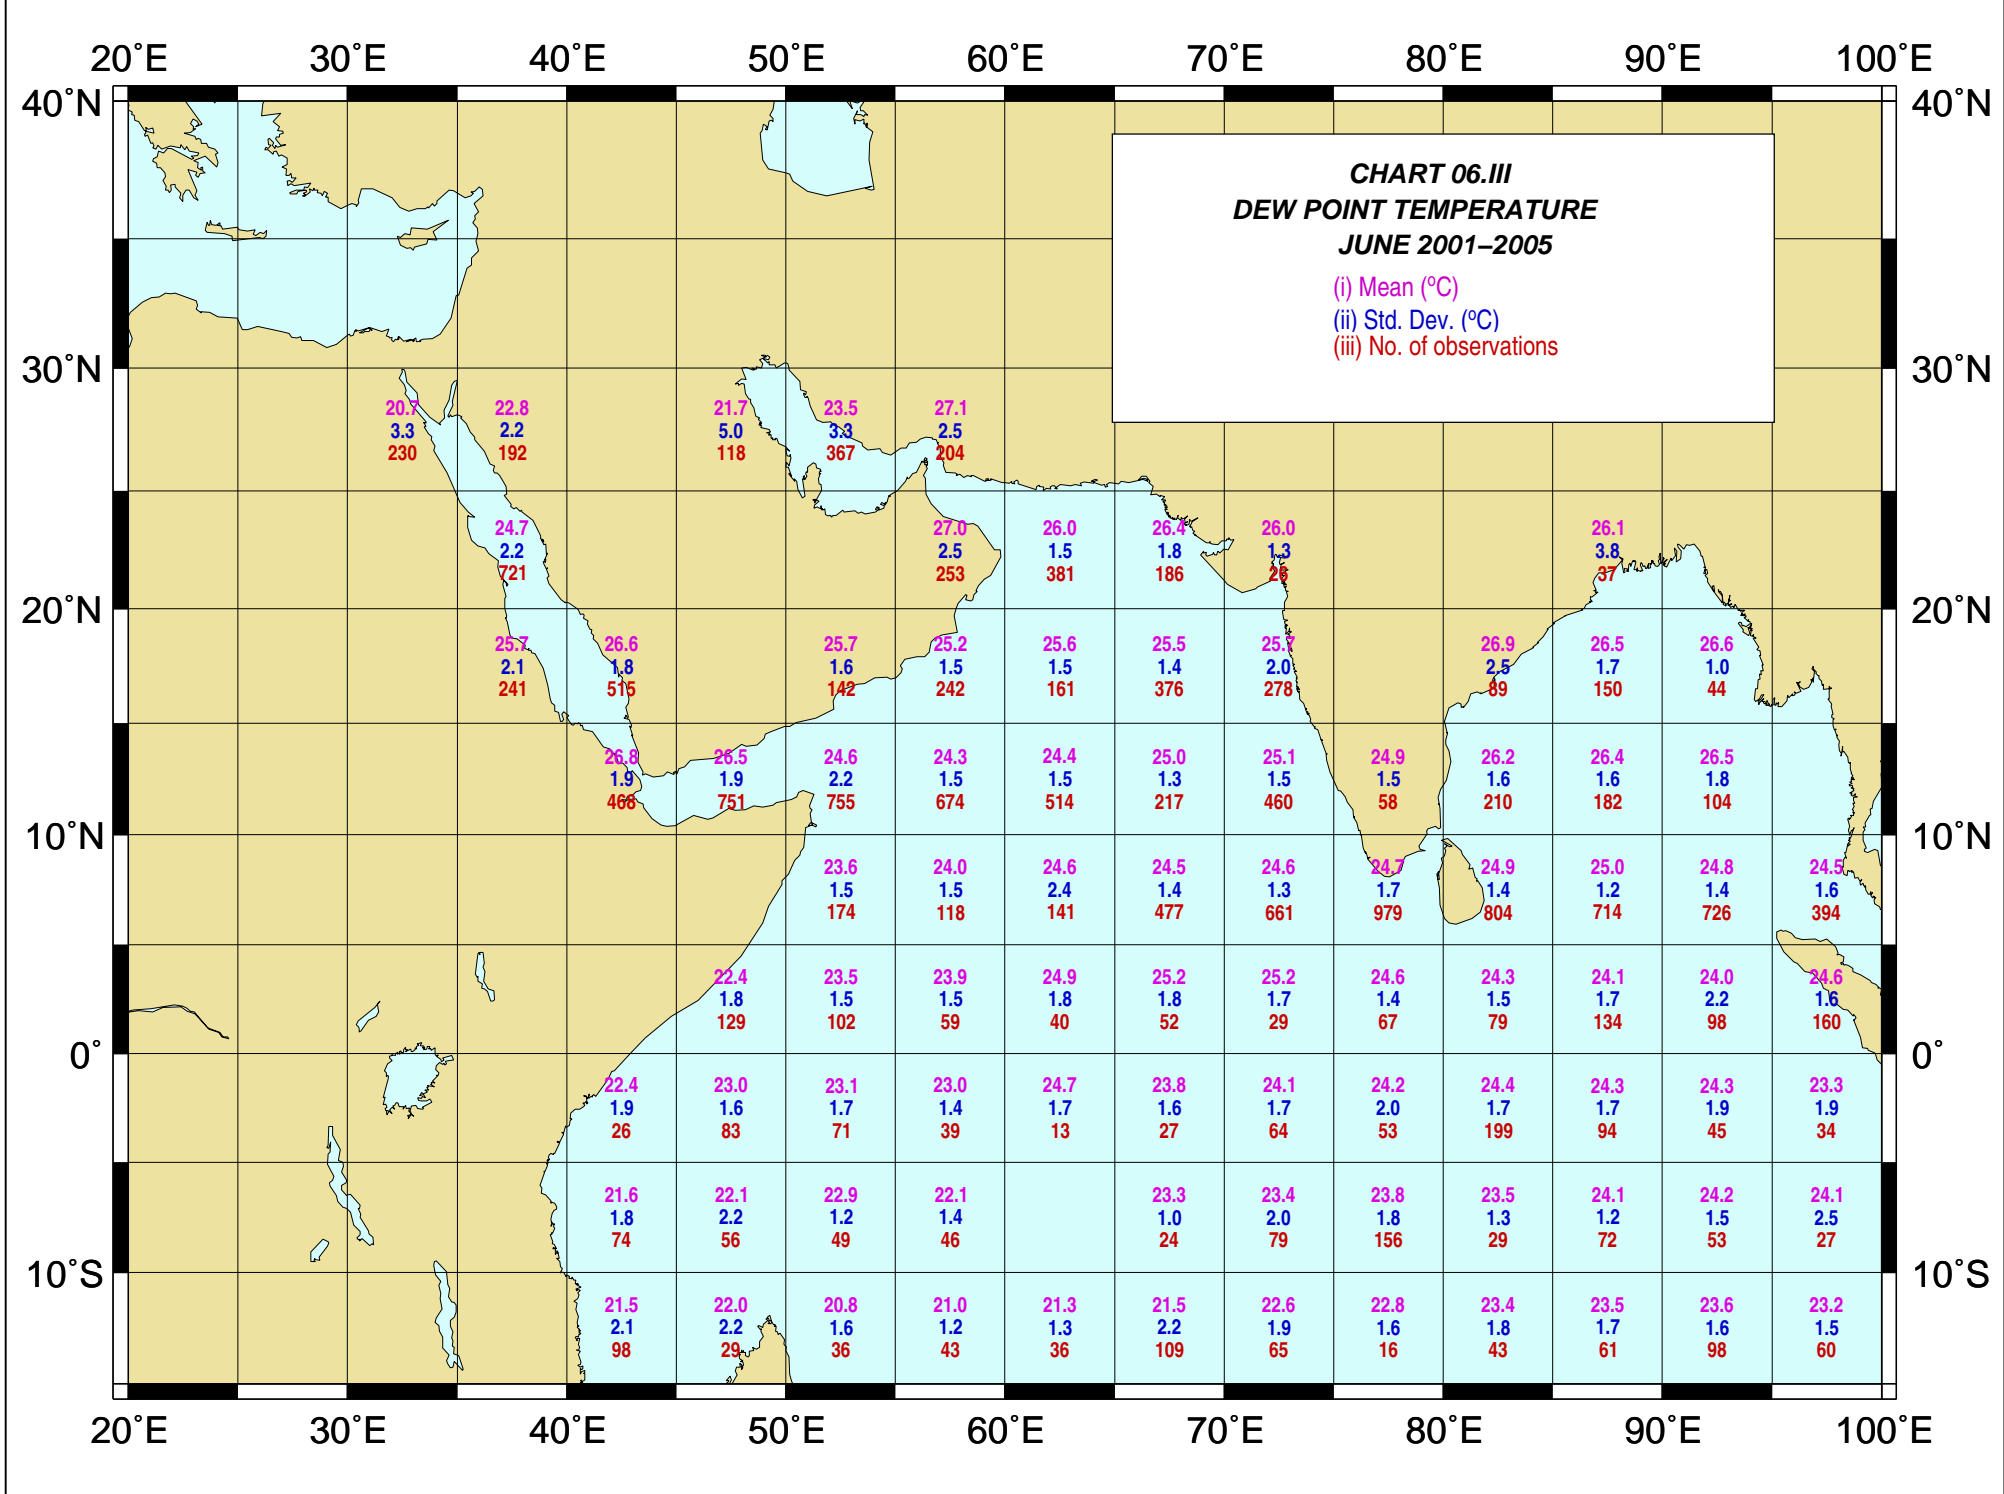 20˚E 30˚E 40˚E 50˚E 60˚E 70˚E 80˚E 90˚E 100˚E
40˚N 40˚N
CHART 06.III
DEW POINT TEMPERATURE
JUNE 2001–2005
(i) Mean (ºC)
(ii) Std. Dev. (ºC)
(iii) No. of observations
30˚N 30˚N
20.7 22.8 21.7 23.5 27.1
3.3 2.2 5.0 3.3 2.5
230 192 118 367 204
24.7 27.0 26.0 26.4 26.0 26.1
2.2 2.5 1.5 1.8 1.3 3.8
721 253 381 186 26 37
20˚N 20˚N
25.7 26.6 25.7 25.2 25.6 25.5 25.7 26.9 26.5 26.6
2.1 1.8 1.6 1.5 1.5 1.4 2.0 2.5 1.7 1.0
241 515 142 242 161 376 278 89 150 44
26.8 26.5 24.6 24.3 24.4 25.0 25.1 24.9 26.2 26.4 26.5
1.9 1.9 2.2 1.5 1.5 1.3 1.5 1.5 1.6 1.6 1.8
468 751 755 674 514 217 460 58 210 182 104
10˚N 10˚N
23.6 24.0 24.6 24.5 24.6 24.7 24.9 25.0 24.8 24.5
1.5 1.5 2.4 1.4 1.3 1.7 1.4 1.2 1.4 1.6
174 118 141 477 661 979 804 714 726 394
22.4 23.5 23.9 24.9 25.2 25.2 24.6 24.3 24.1 24.0 24.6
1.8 1.5 1.5 1.8 1.8 1.7 1.4 1.5 1.7 2.2 1.6
129 102 59 40 52 29 67 79 134 98 160
0˚ 0˚
22.4 23.0 23.1 23.0 24.7 23.8 24.1 24.2 24.4 24.3 24.3 23.3
1.9 1.6 1.7 1.4 1.7 1.6 1.7 2.0 1.7 1.7 1.9 1.9
26 83 71 39 13 27 64 53 199 94 45 34
21.6 22.1 22.9 22.1 23.3 23.4 23.8 23.5 24.1 24.2 24.1
1.8 2.2 1.2 1.4 1.0 2.0 1.8 1.3 1.2 1.5 2.5
74 56 49 46 24 79 156 29 72 53 27
10˚S 10˚S
21.5 22.0 20.8 21.0 21.3 21.5 22.6 22.8 23.4 23.5 23.6 23.2
2.1 2.2 1.6 1.2 1.3 2.2 1.9 1.6 1.8 1.7 1.6 1.5
98 29 36 43 36 109 65 16 43 61 98 60
20˚E 30˚E 40˚E 50˚E 60˚E 70˚E 80˚E 90˚E 100˚E